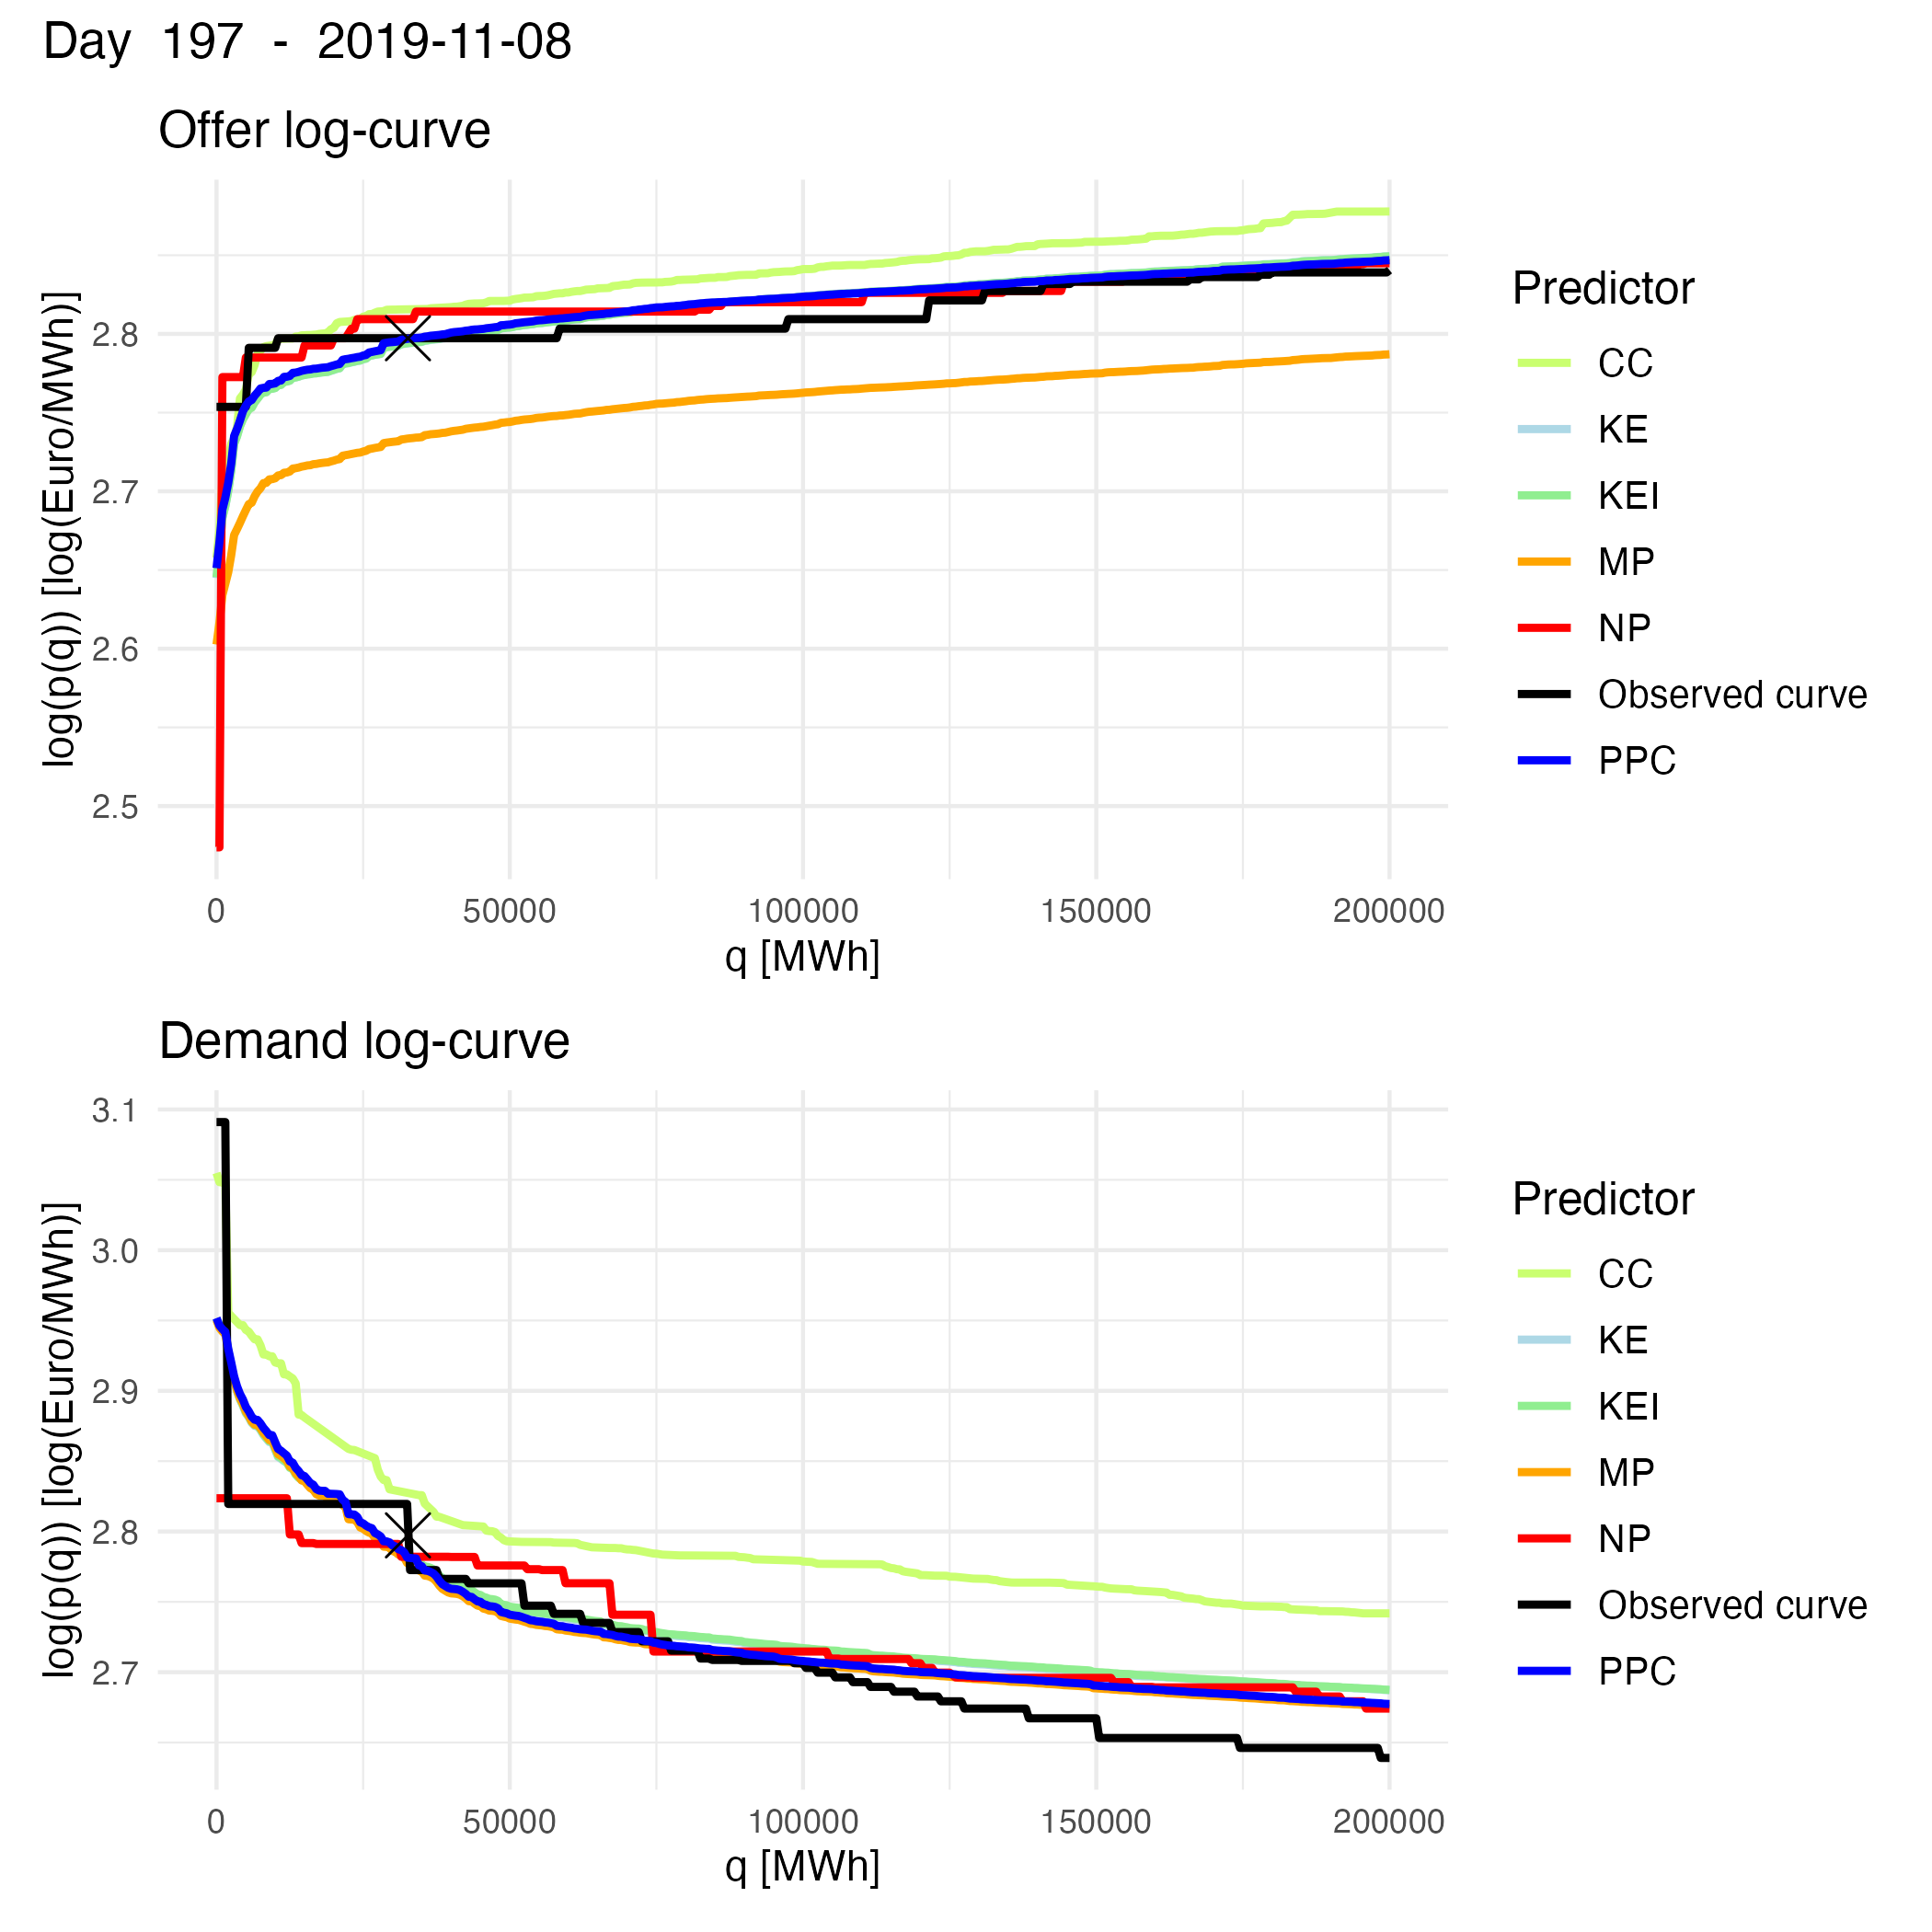 Day 197 - 2019-11-08
Offer log-curve
log(p(q)) [log(Euro/MWh)]
2.8
2.7
2.6
2.5
0 50000 100000 150000 200000
q [MWh]
Predictor
CC
KE
KEI
MP
NP
Observed curve
PPC
Demand log-curve
log(p(q)) [log(Euro/MWh)]
3.1
3.0
2.9
2.8
2.7
0 50000 100000 150000 200000
q [MWh]
Predictor
CC
KE
KEI
MP
NP
Observed curve
PPC